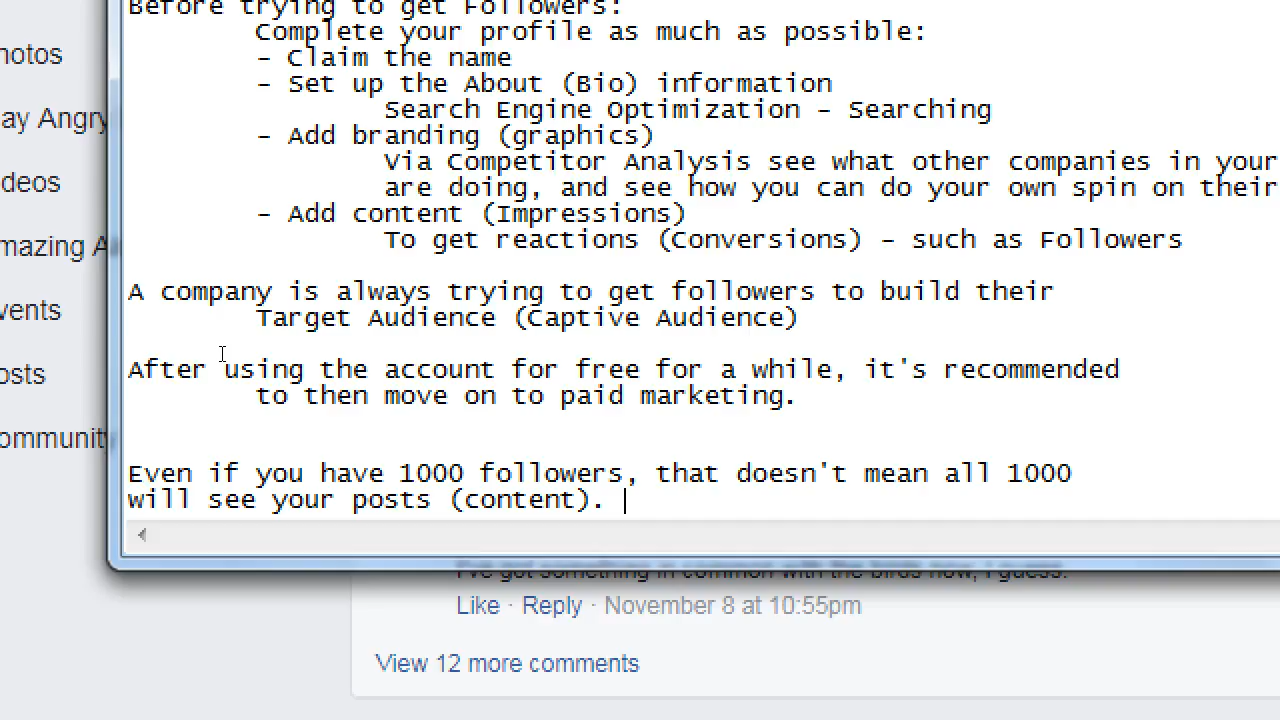 Before trying to get Followers:
Complete your profile as much as possible:
- Claim the name
- Set up the About (Bio) information
Search Engine Optimization - Searching
- Add branding (graphics)
Via Competitor Analysis see what other companies in your
are doing, and see how you can do your own spin on their
- Add content (Impressions)
To get reactions (Conversions) - such as Followers
A company is always trying to get followers to build their
Target Audience (Captive Audience)
After using the account for free for a while, it's recommended
to then move on to paid marketing.
Even if you have 1000 followers, that doesn't mean all 1000
will see your posts (content).
hotos
ay Angry
deos
mazing A
vents
osts
ommunity
I've got something in common with the birds now, I guess.
Like · Reply · November 8 at 10:55pm
View 12 more comments